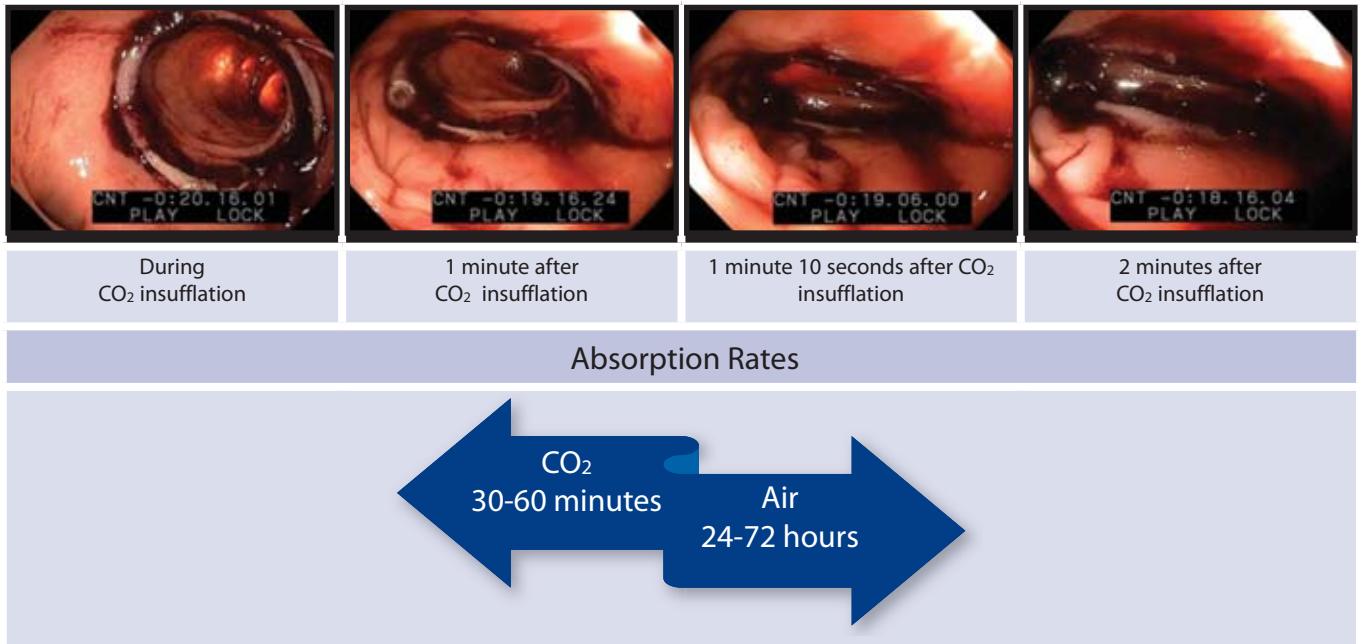 CNT -0:20.16.01
PLAY LOCK
CNT -0:19.16.24
PLAY LOCK
CNT -0:19.06.00
PLAY LOCK
CNT -0:18.16.04
PLAY LOCK
During
CO₂ insufflation
1 minute after
CO₂ insufflation
1 minute 10 seconds after CO₂
insufflation
2 minutes after
CO₂ insufflation
Absorption Rates
CO₂
30-60 minutes
Air
24-72 hours